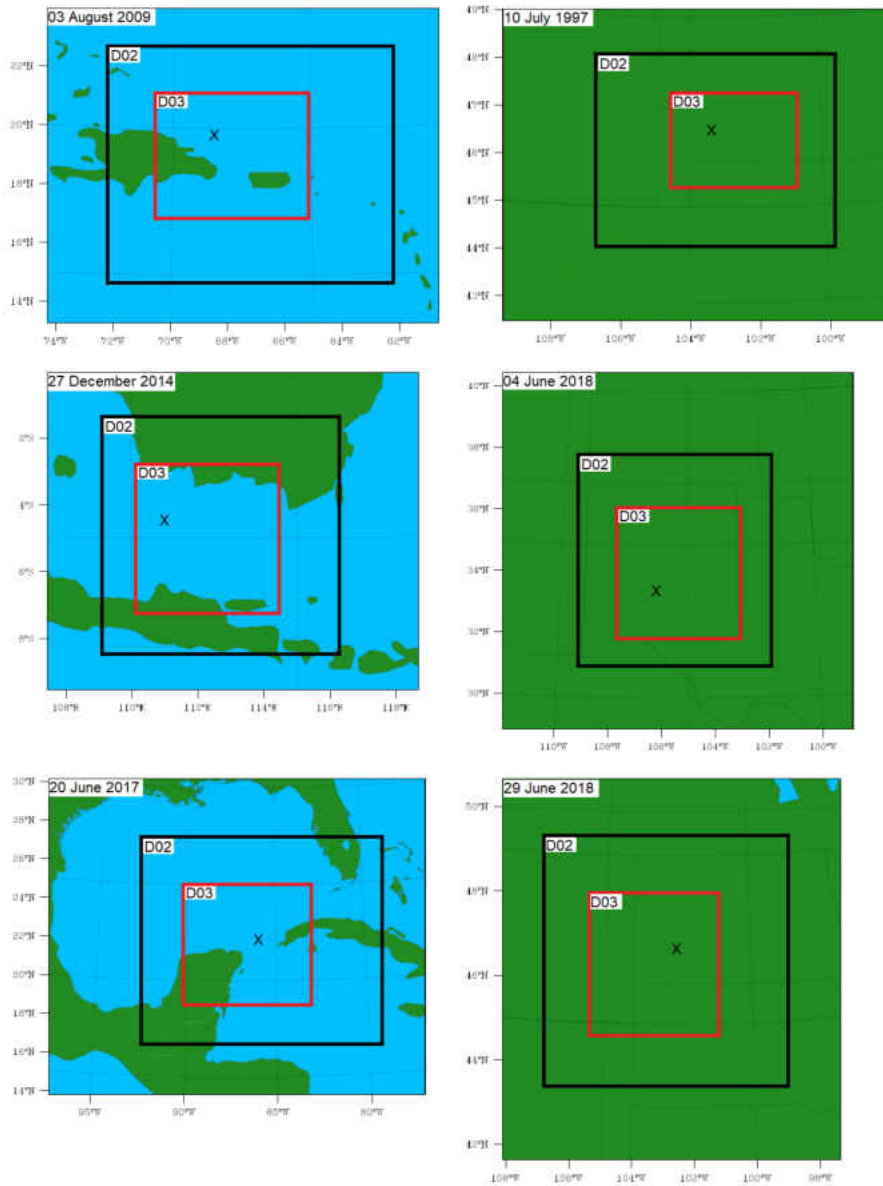 03 August 2009
D02
D03
X
22°N
20°N
18°N
16°N
14°N
74°W 72°W 70°W 68°W 66°W 64°W 62°W
10 July 1997
D02
D03
X
49°N
48°N
47°N
46°N
45°N
44°N
43°N
108°W 106°W 104°W 102°W 100°W
27 December 2014
D02
D03
X
2°S
4°S
6°S
8°S
108°E 110°E 112°E 114°E 116°E 118°E
04 June 2018
D02
D03
X
40°N
38°N
36°N
34°N
32°N
30°N
110°W 108°W 106°W 104°W 102°W 100°W
20 June 2017
D02
D03
X
30°N
28°N
26°N
24°N
22°N
20°N
18°N
16°N
14°N
95°W 90°W 85°W 80°W
29 June 2018
D02
D03
X
50°N
48°N
46°N
44°N
42°N
108°W 106°W 104°W 102°W 100°W 98°W